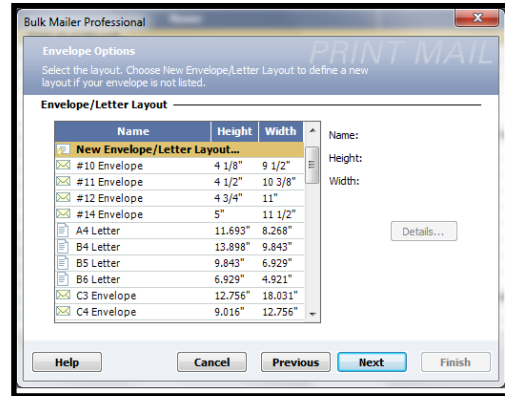 Bulk Mailer Professional
PRINT MAIL
Envelope Options
Select the layout. Choose New Envelope/Letter Layout to define a new
layout if your envelope is not listed.
Envelope/Letter Layout
Name Height Width
New Envelope/Letter Layout...
#10 Envelope 4 1/8" 9 1/2"
#11 Envelope 4 1/2" 10 3/8"
#12 Envelope 4 3/4" 11"
#14 Envelope 5" 11 1/2"
A4 Letter 11.693" 8.268"
B4 Letter 13.898" 9.843"
B5 Letter 9.843" 6.929"
B6 Letter 6.929" 4.921"
C3 Envelope 12.756" 18.031"
C4 Envelope 9.016" 12.756"
Name:
Height:
Width:
Details...
Help Cancel Previous Next Finish